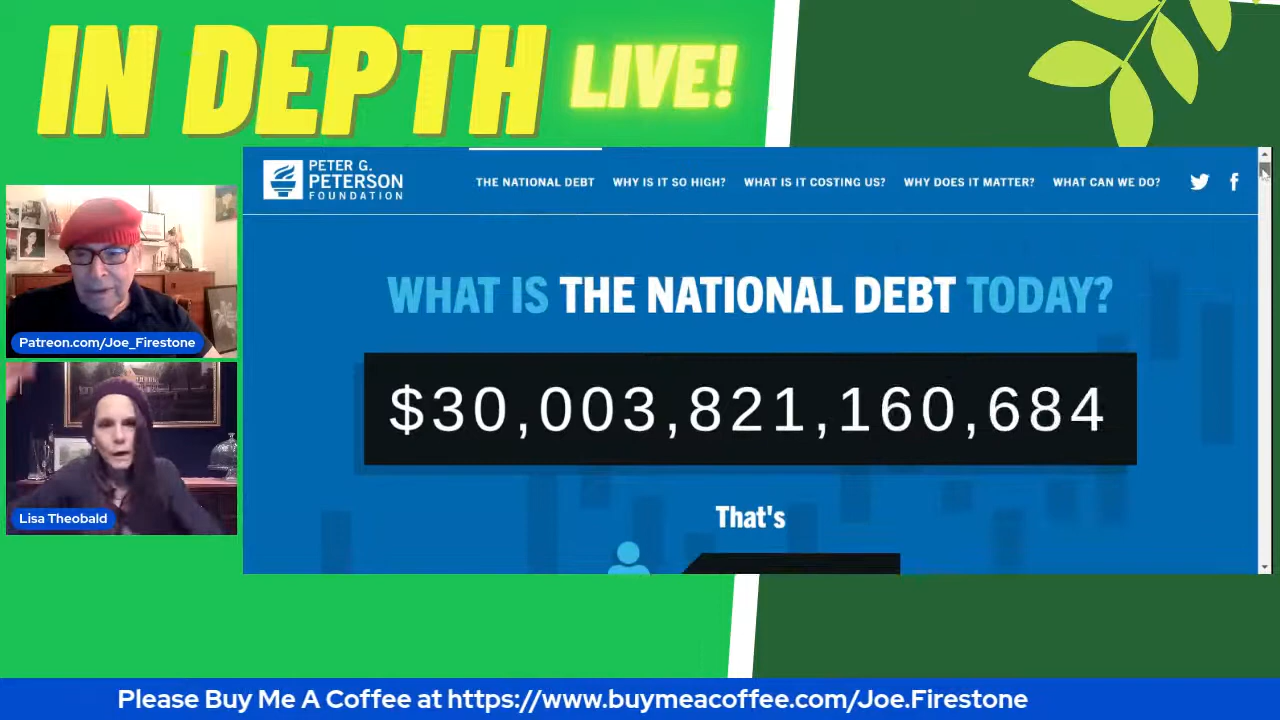 IN DEPTH LIVE!
PETER G.
PETERSON
FOUNDATION
THE NATIONAL DEBT
WHY IS IT SO HIGH?
WHAT IS IT COSTING US?
WHY DOES IT MATTER?
WHAT CAN WE DO?
WHAT IS THE NATIONAL DEBT TODAY?
$30,003,821,160,684
That's
Patreon.com/Joe_Firestone
Lisa Theobald
Please Buy Me A Coffee at https://www.buymeacoffee.com/Joe.Firestone